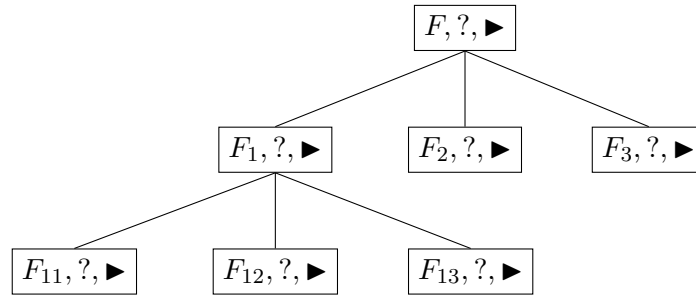 F, ?, ►
F₁, ?, ►
F₂, ?, ►
F₃, ?, ►
F₁₁, ?, ►
F₁₂, ?, ►
F₁₃, ?, ►